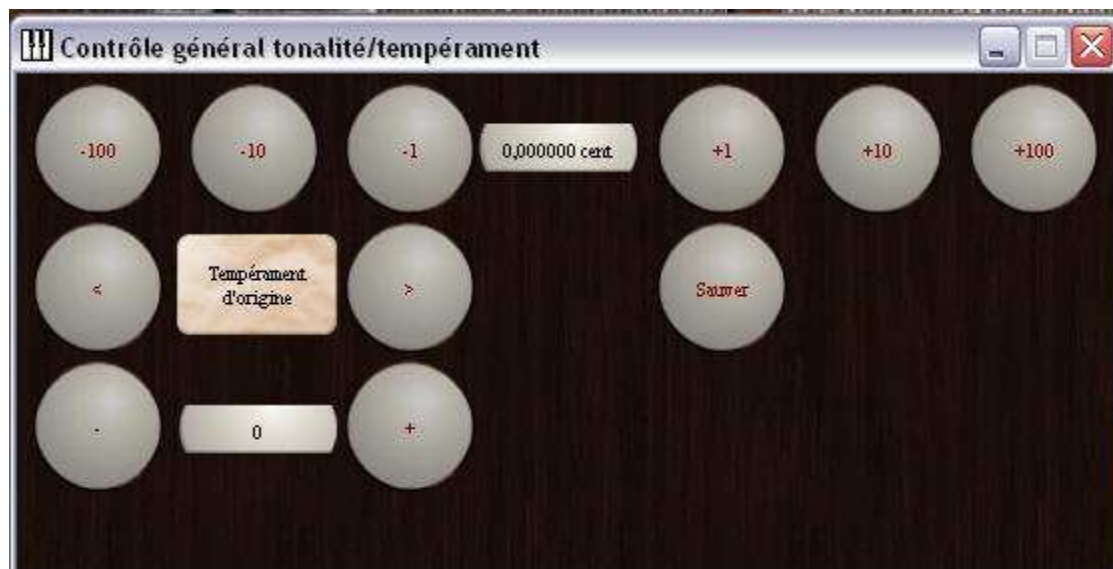 Contrôle général tonalité/tempérament
-100 -10 -1 0,000000 cent +1 +10 +100
< Tempérament > Sauver
d'origine
- 0 +